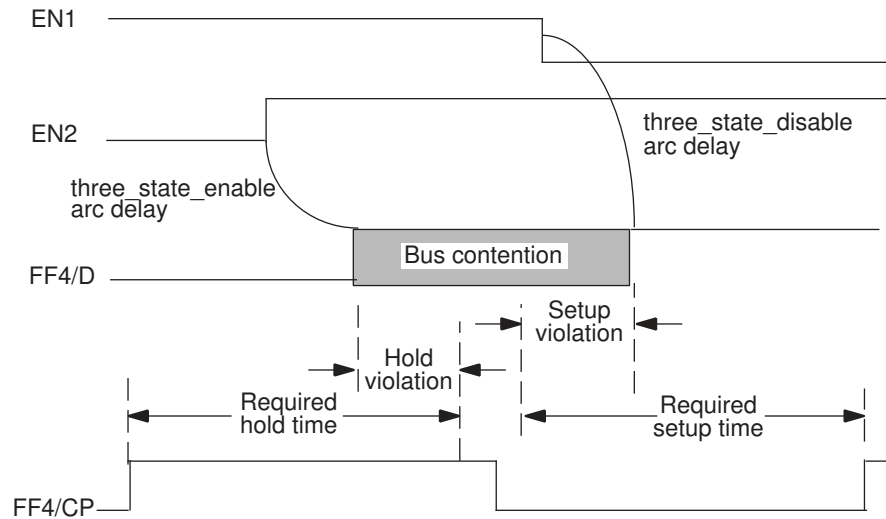 EN1
EN2
three_state_disable
arc delay
three_state_enable
arc delay
Bus contention
FF4/D
Setup
violation
Hold
violation
Required
hold time
Required
setup time
FF4/CP